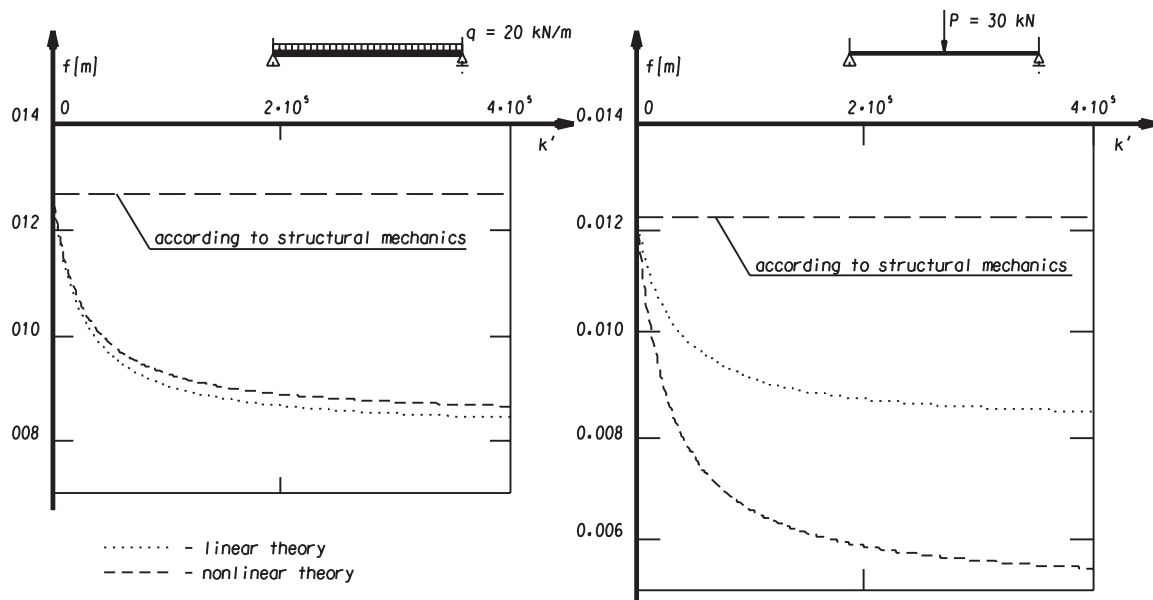 q = 20 kN/m
f[m]
0
2·10⁵
4·10⁵
014
k'
012
according to structural mechanics
010
008
..... - linear theory
----- - nonlinear theory
P = 30 kN
f[m]
0
2·10⁵
4·10⁵
0.014
k'
0.012
according to structural mechanics
0.010
0.008
0.006